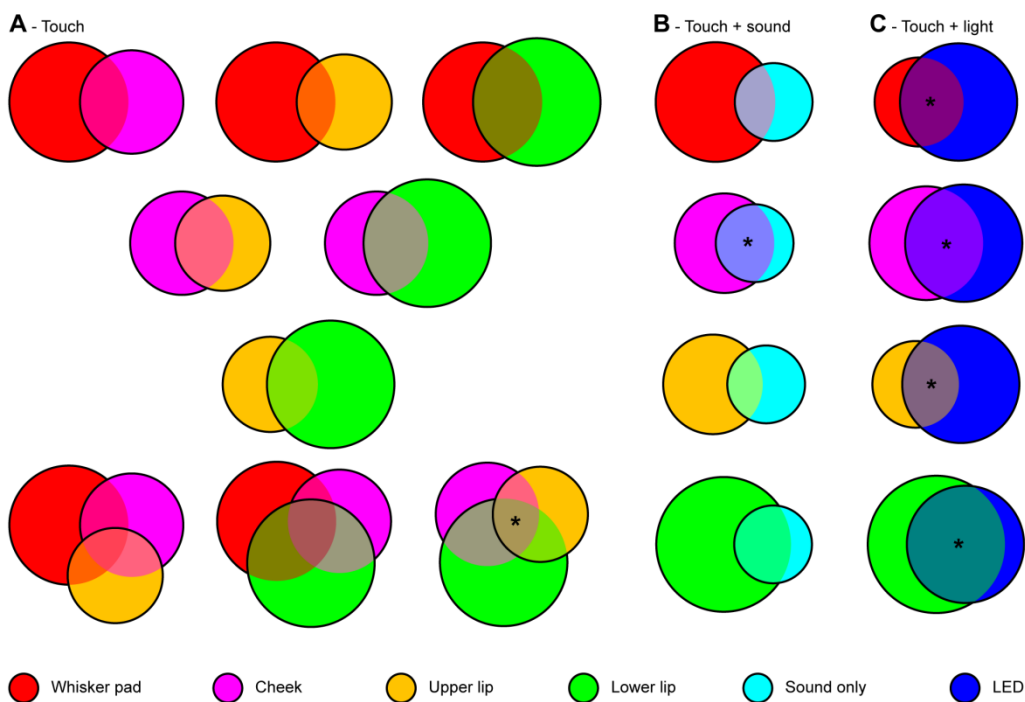 A - Touch
B - Touch + sound
C - Touch + light
*
*
*
*
*
*
Whisker pad
Cheek
Upper lip
Lower lip
Sound only
LED